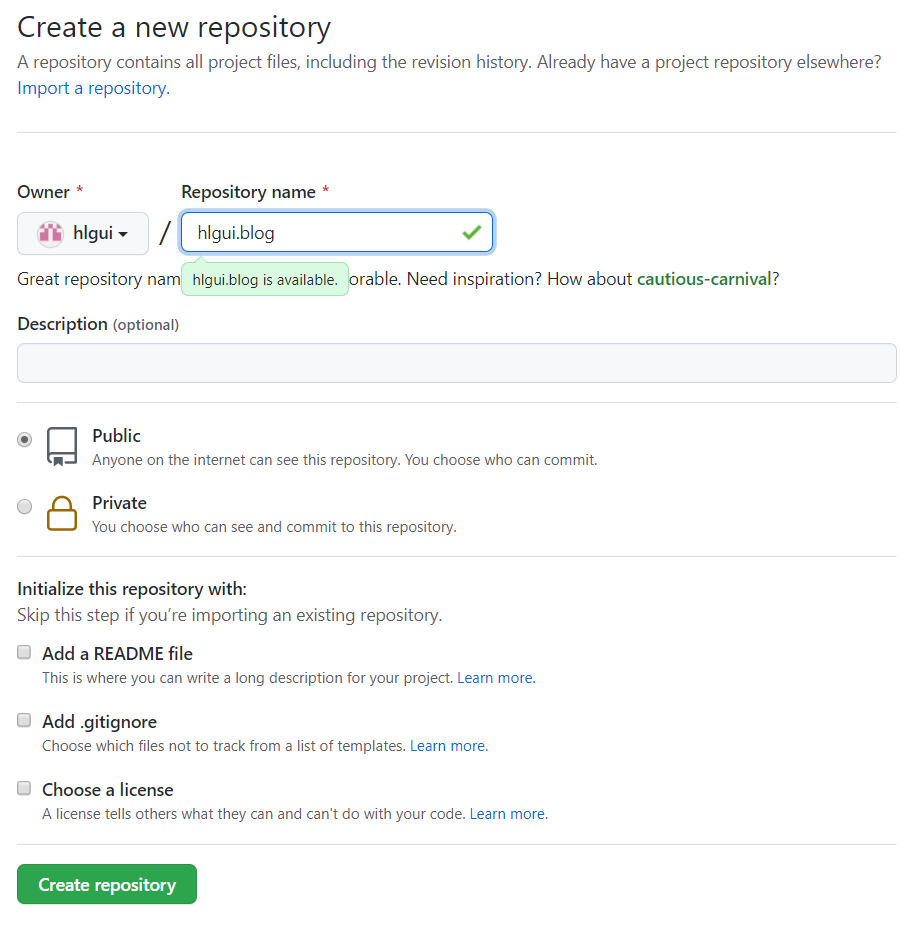 Create a new repository
A repository contains all project files, including the revision history. Already have a project repository elsewhere?
Import a repository.
Owner *
Repository name *
hlgui
/
hlgui.blog
Great repository nam
hlgui.blog is available.
orable. Need inspiration? How about cautious-carnival?
Description (optional)
Public
Anyone on the internet can see this repository. You choose who can commit.
Private
You choose who can see and commit to this repository.
Initialize this repository with:
Skip this step if you’re importing an existing repository.
Add a README file
This is where you can write a long description for your project. Learn more.
Add .gitignore
Choose which files not to track from a list of templates. Learn more.
Choose a license
A license tells others what they can and can't do with your code. Learn more.
Create repository